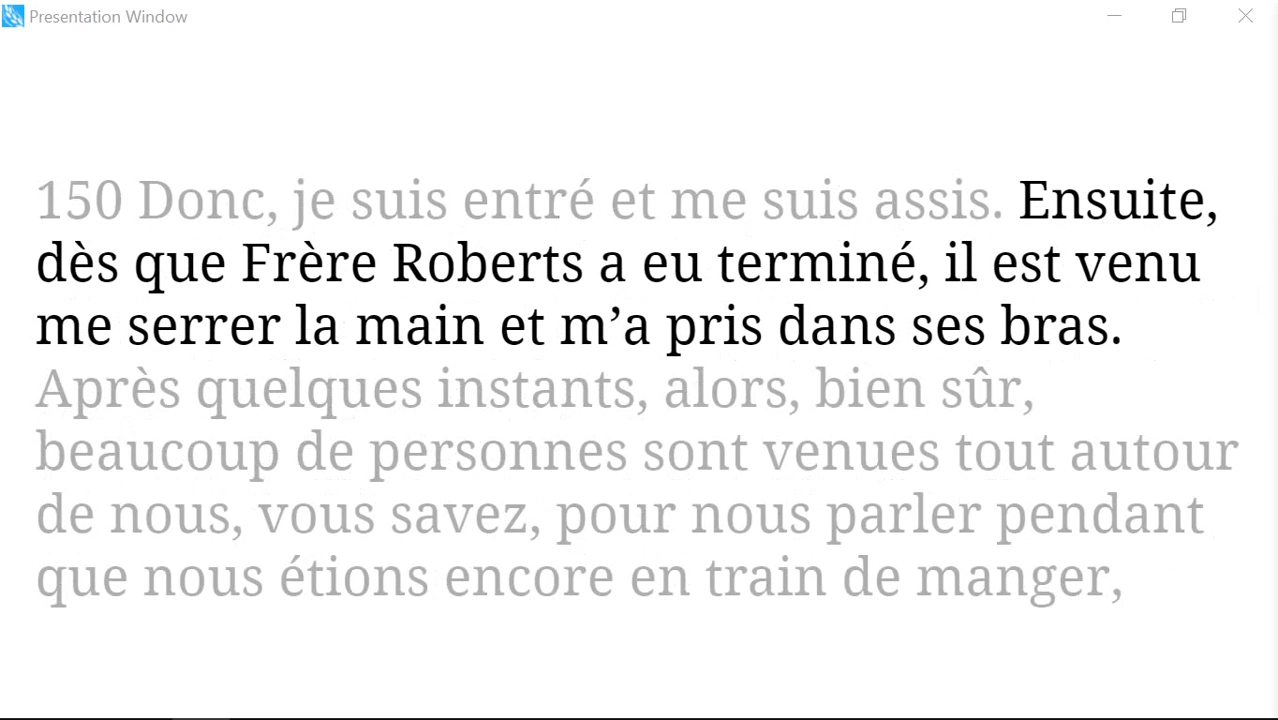 Presentation Window
150 Donc, je suis entré et me suis assis. Ensuite,
dès que Frère Roberts a eu terminé, il est venu
me serrer la main et m’a pris dans ses bras.
Après quelques instants, alors, bien sûr,
beaucoup de personnes sont venues tout autour
de nous, vous savez, pour nous parler pendant
que nous étions encore en train de manger,